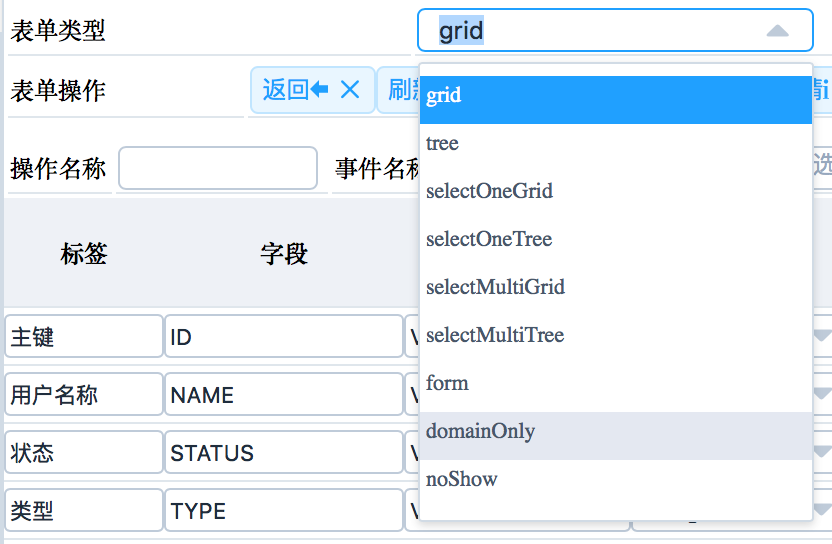 表单类型 grid
表单操作 返回 刷
grid
tree
操作名称 事件名
selectOneGrid
selectOneTree
标签 字段
selectMultiGrid
selectMultiTree
主键 ID
form
用户名称 NAME
domainOnly
状态 STATUS
noShow
类型 TYPE